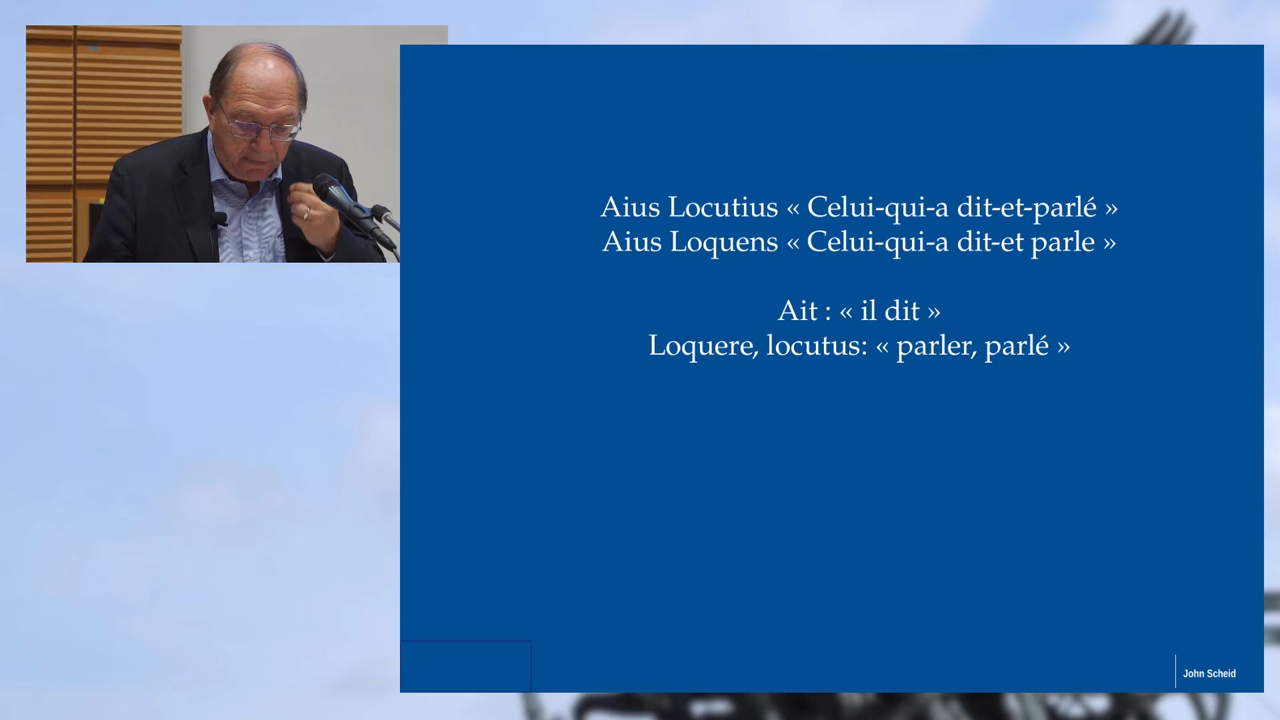 Aius Locutius « Celui-qui-a dit-et-parlé »
Aius Loquens « Celui-qui-a dit-et parle »
Ait : « il dit »
Loquere, locutus: « parler, parlé »
John Scheid